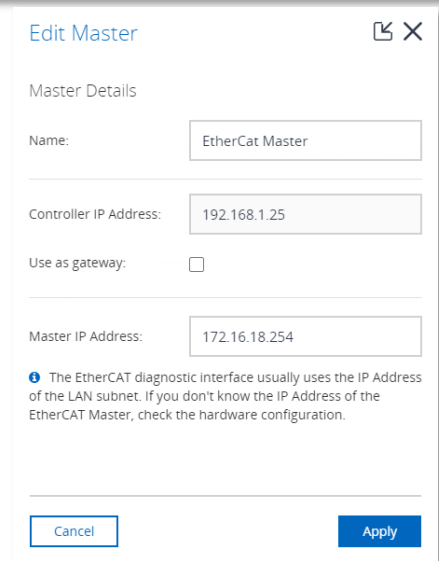 Edit Master
Master Details
Name:
EtherCat Master
Controller IP Address:
192.168.1.25
Use as gateway:
Master IP Address:
172.16.18.254
The EtherCAT diagnostic interface usually uses the IP Address
of the LAN subnet. If you don't know the IP Address of the
EtherCAT Master, check the hardware configuration.
Cancel
Apply